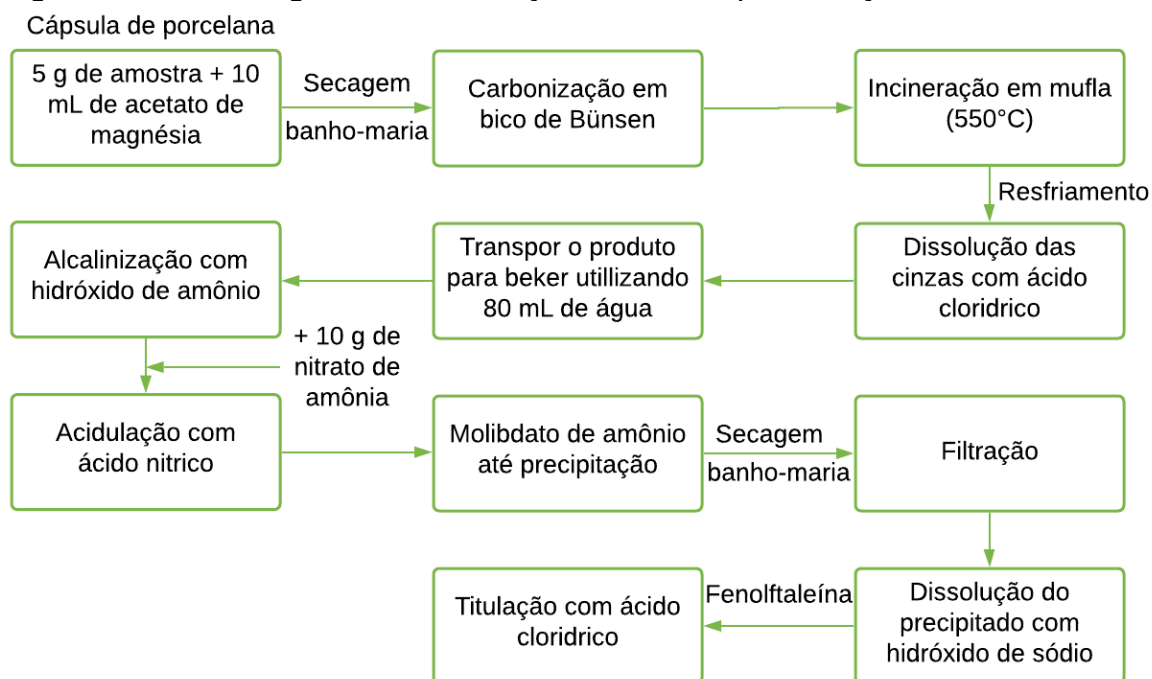 Cápsula de porcelana
5 g de amostra + 10
mL de acetato de
magnésia
Secagem
banho-maria
Carbonização em
bico de Bünsen
Incineração em mufla
(550°C)
Resfriamento
Dissolução das
cinzas com ácido
cloridrico
Transpor o produto
para beker utillizando
80 mL de água
Alcalinização com
hidróxido de amônio
+ 10 g de
nitrato de
amônia
Acidulação com
ácido nitrico
Molibdato de amônio
até precipitação
Secagem
banho-maria
Filtração
Dissolução do
precipitado com
hidróxido de sódio
Fenolftaleína
Titulação com ácido
cloridrico